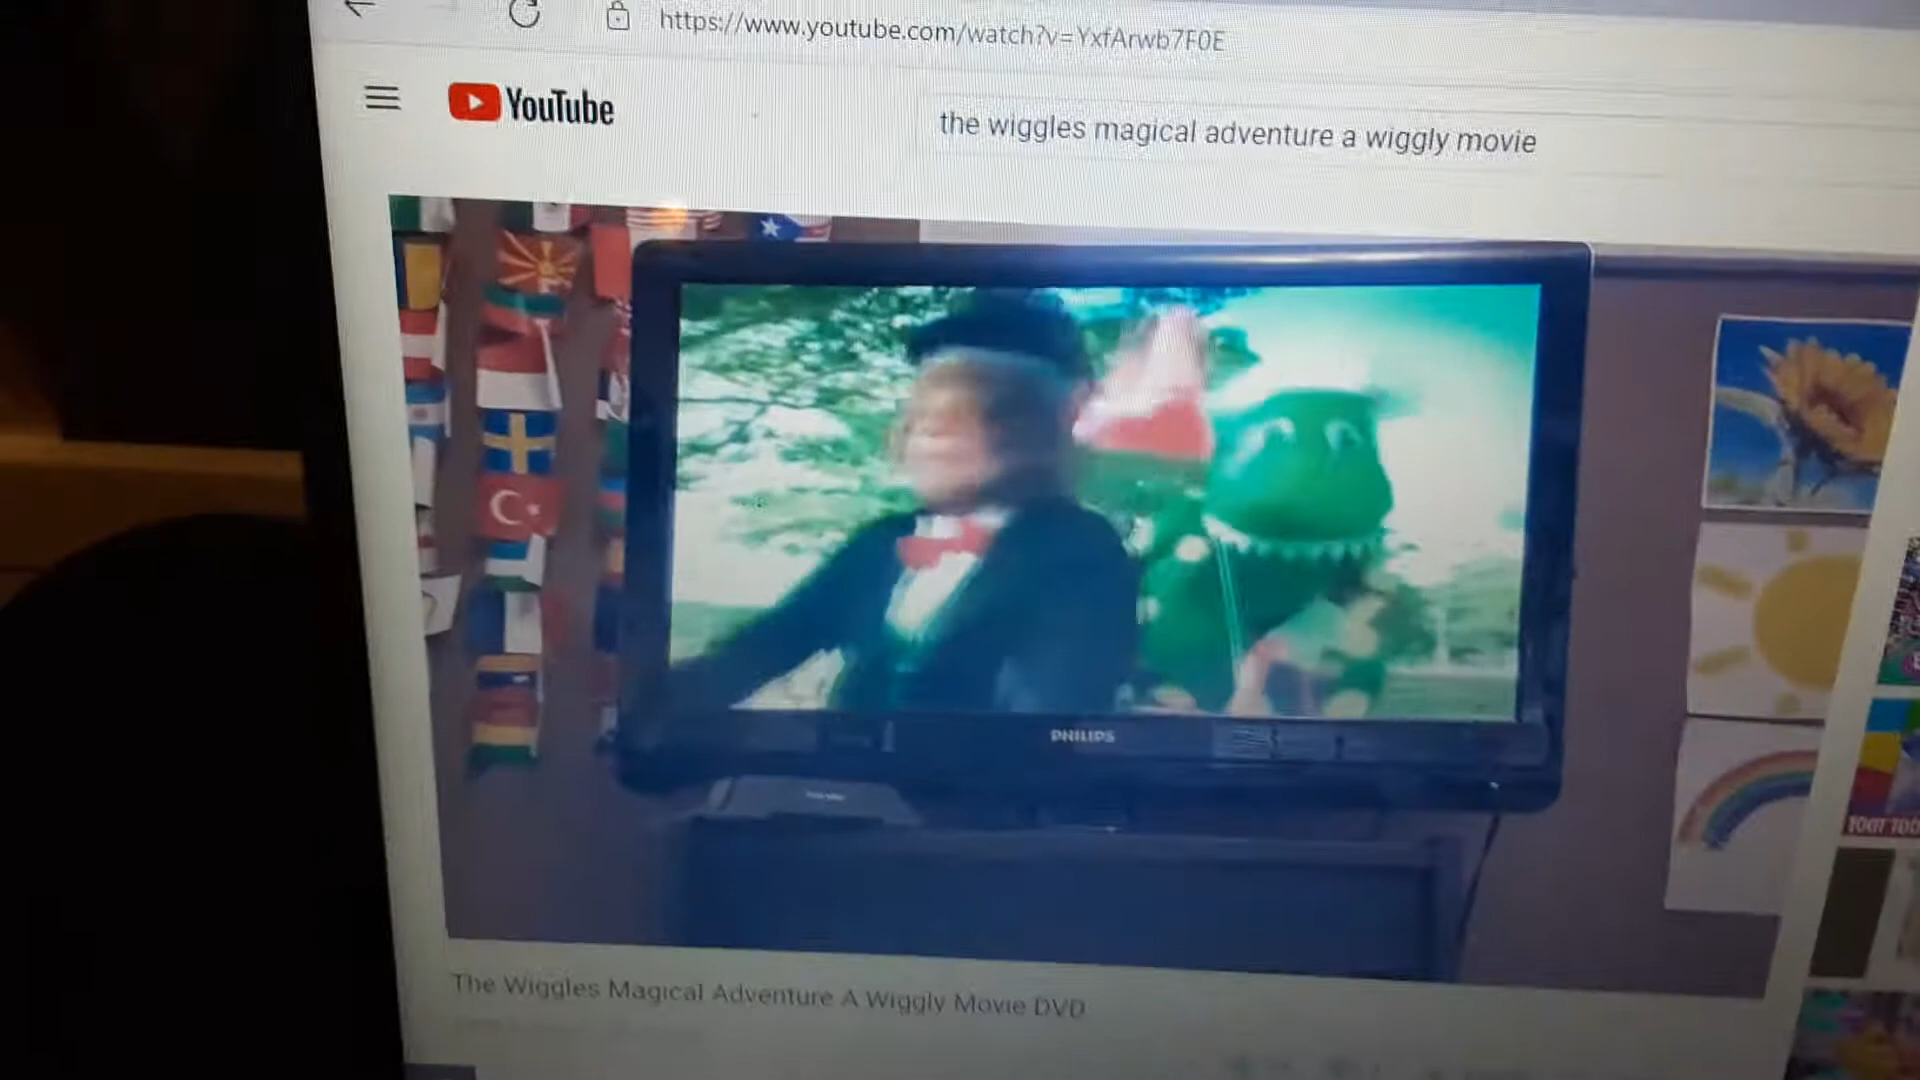 https://www.youtube.com/watch?v=YxfArwb7F0E
YouTube
the wiggles magical adventure a wiggly movie
PHILIPS
TOOT TOO
The Wiggles Magical Adventure A Wiggly Movie DVD